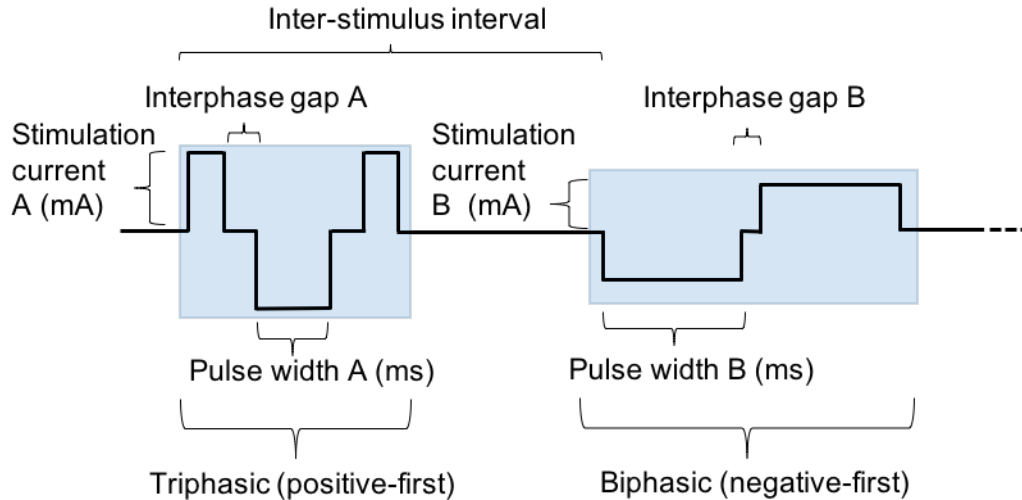 Inter-stimulus interval
Interphase gap A
Interphase gap B
Stimulation
current
A (mA)
Stimulation
current
B (mA)
Pulse width A (ms)
Pulse width B (ms)
Triphasic (positive-first)
Biphasic (negative-first)